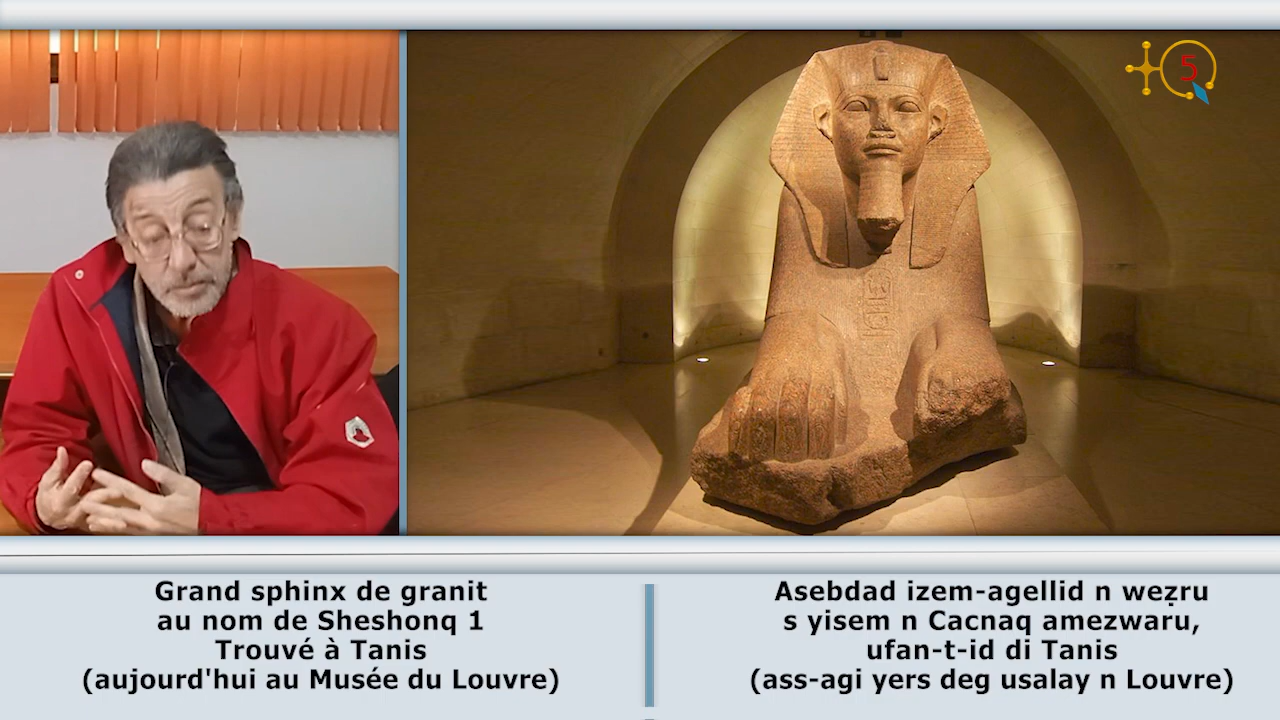 5
Grand sphinx de granit
au nom de Sheshonq 1
Trouvé à Tanis
(aujourd'hui au Musée du Louvre)
Asebdad izem-agellid n weẓru
s yisem n Cacnaq amezwaru,
ufan-t-id di Tanis
(ass-agi yers deg usalay n Louvre)